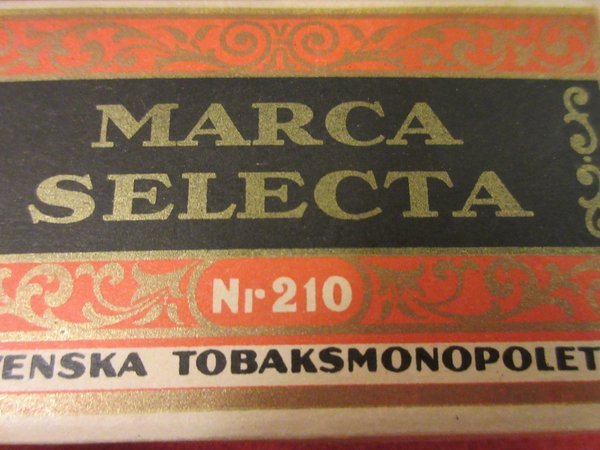 MARCA
SELECTA
Nr 210
VENSKA TOBAKSMONOPOLET